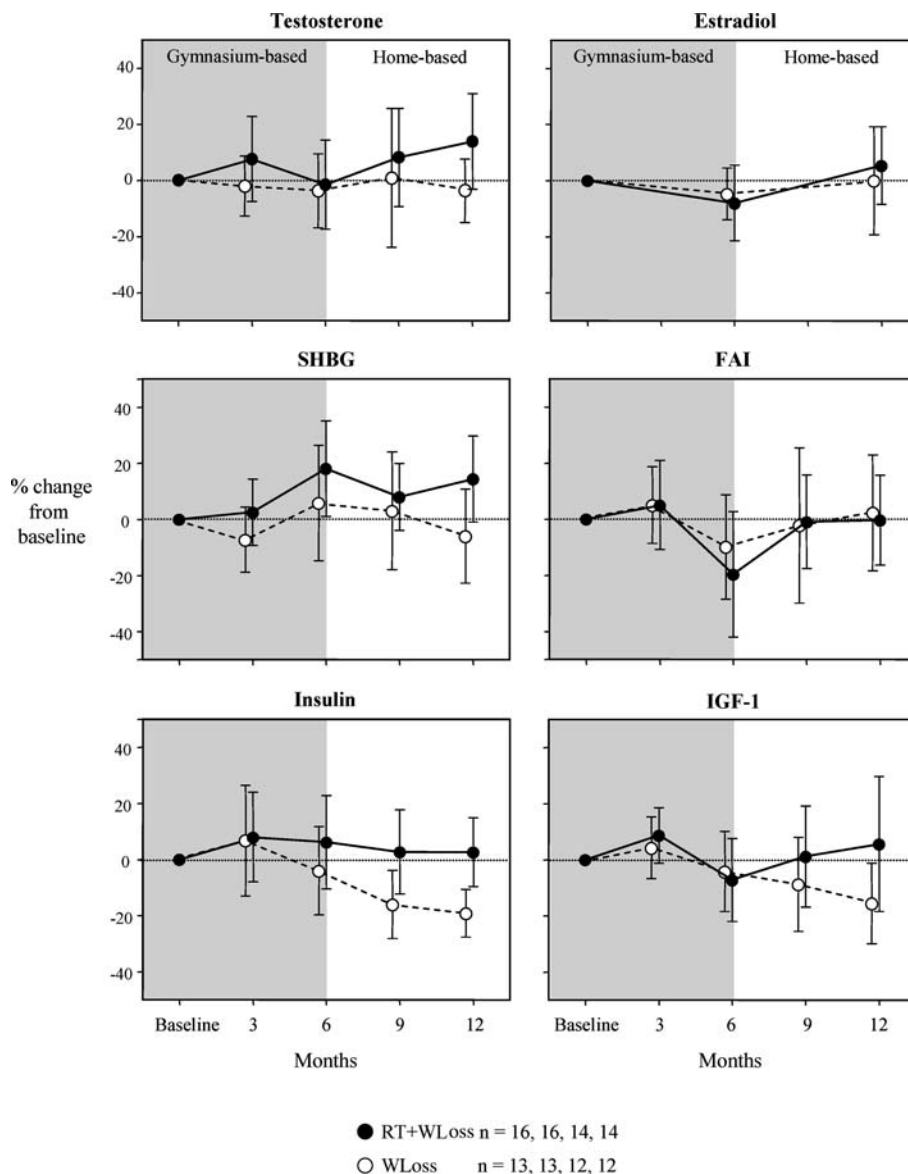 Testosterone
Estradiol
Gymnasium-based
Home-based
Gymnasium-based
Home-based
40
20
0
-20
-40
SHBG
FAI
% change
from
baseline
40
20
0
-20
-40
Insulin
IGF-1
40
20
0
-20
-40
Baseline 3 6 9 12
Baseline 3 6 9 12
Months
Months
RT+WLoss n = 16, 16, 14, 14
WLoss n = 13, 13, 12, 12